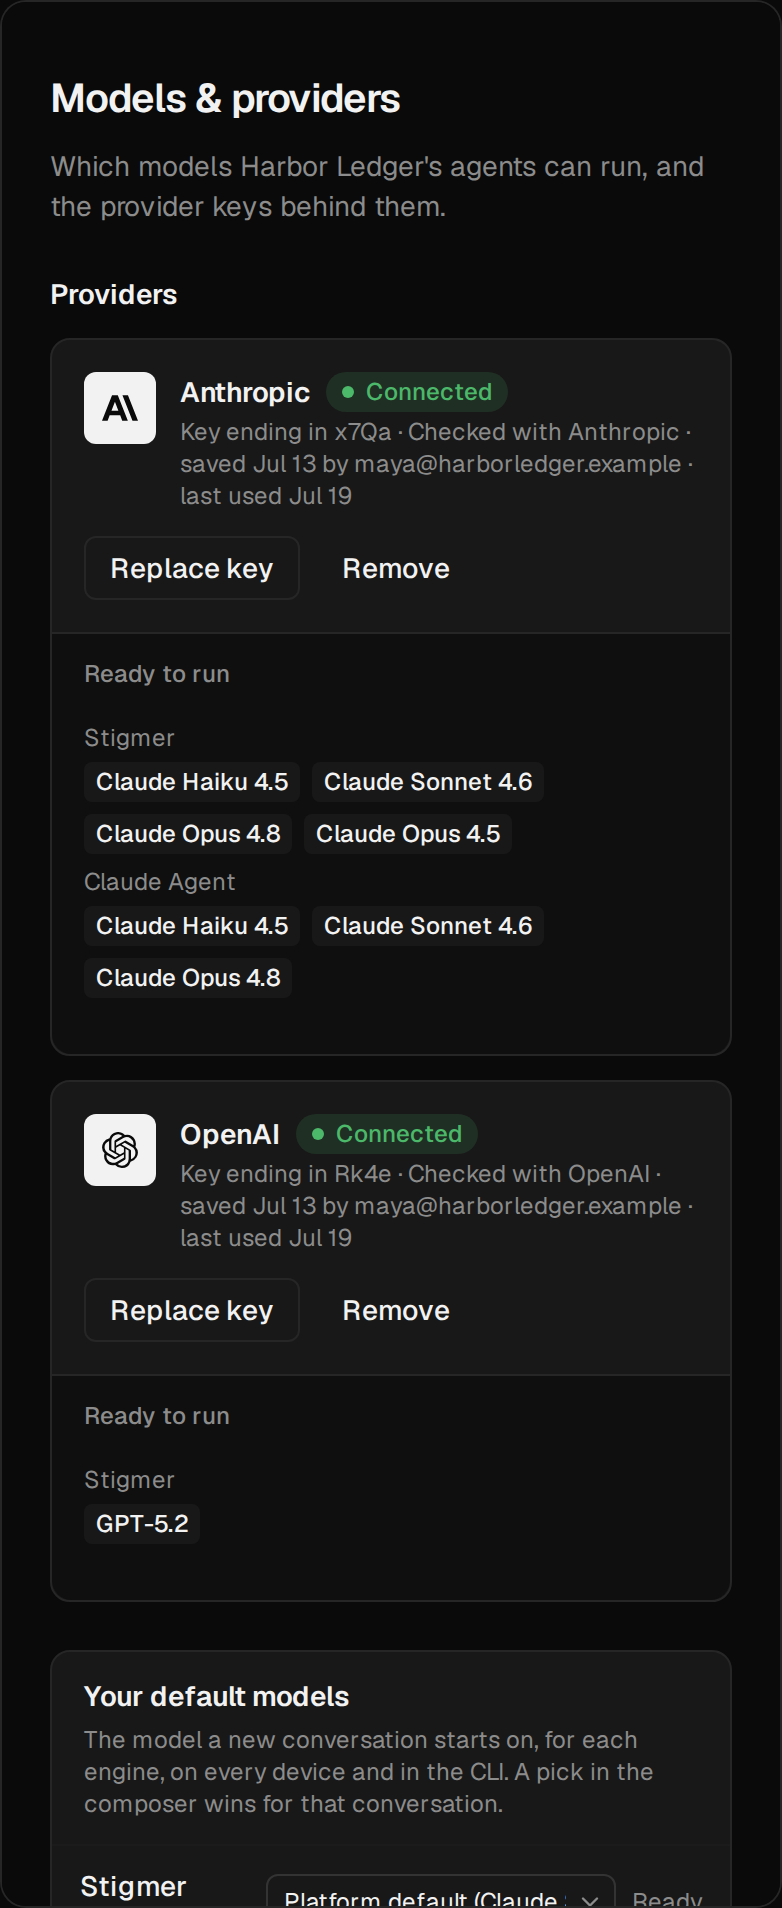 Models & providers
Which models Harbor Ledger's agents can run, and
the provider keys behind them.
Providers
Anthropic
Connected
Key ending in x7Qa · Checked with Anthropic ·
saved Jul 13 by maya@harborledger.example ·
last used Jul 19
Replace key
Remove
Ready to run
Stigmer
Claude Haiku 4.5
Claude Sonnet 4.6
Claude Opus 4.8
Claude Opus 4.5
Claude Agent
Claude Haiku 4.5
Claude Sonnet 4.6
Claude Opus 4.8
OpenAI
Connected
Key ending in Rk4e · Checked with OpenAI ·
saved Jul 13 by maya@harborledger.example ·
last used Jul 19
Replace key
Remove
Ready to run
Stigmer
GPT-5.2
Your default models
The model a new conversation starts on, for each
engine, on every device and in the CLI. A pick in the
composer wins for that conversation.
Stigmer
Platform default (Claude
Ready